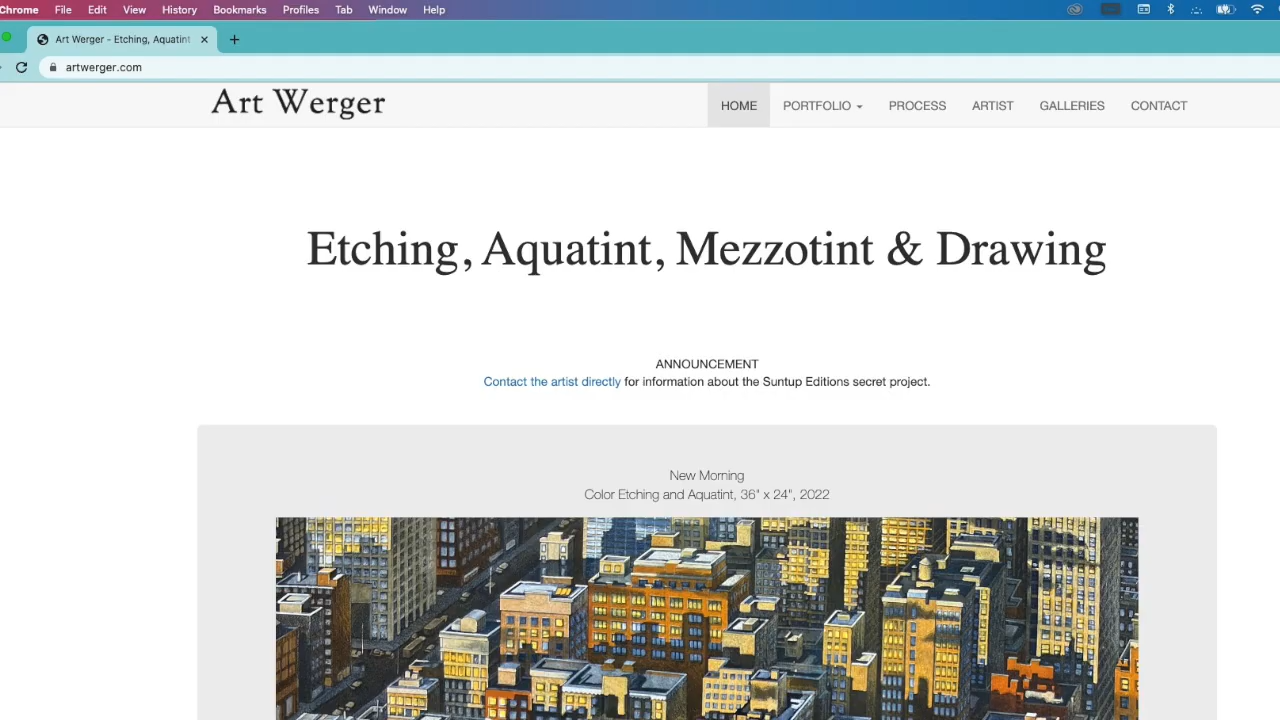 Chrome File Edit View History Bookmarks Profiles Tab Window Help
Art Werger - Etching, Aquatint
artwerger.com
Art Werger HOME PORTFOLIO PROCESS ARTIST GALLERIES CONTACT
Etching, Aquatint, Mezzotint & Drawing
ANNOUNCEMENT
Contact the artist directly for information about the Suntup Editions secret project.
New Morning
Color Etching and Aquatint, 36" x 24", 2022